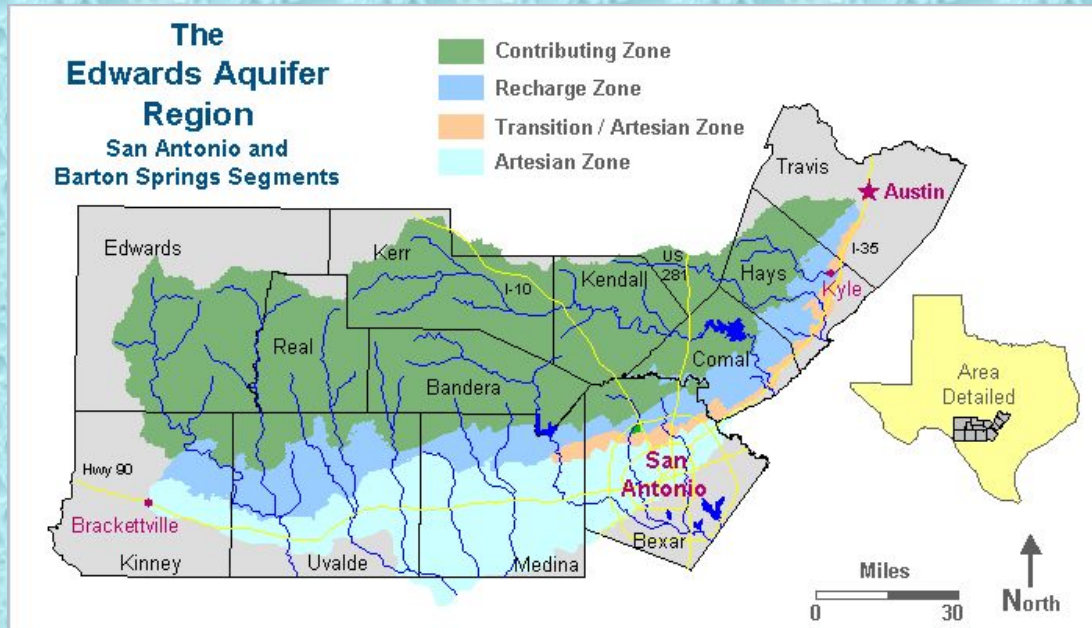 The
Edwards Aquifer
Region
San Antonio and
Barton Springs Segments
Contributing Zone
Recharge Zone
Transition / Artesian Zone
Artesian Zone
Travis
Austin
Edwards
Kerr
I-10
Kendall
US
281
Hays
I-35
Kyle
Real
Bandera
Comal
Area
Detailed
Hwy 90
San
Antonio
Brackettville
Kinney
Uvalde
Medina
Bexar
Miles
0
30
North